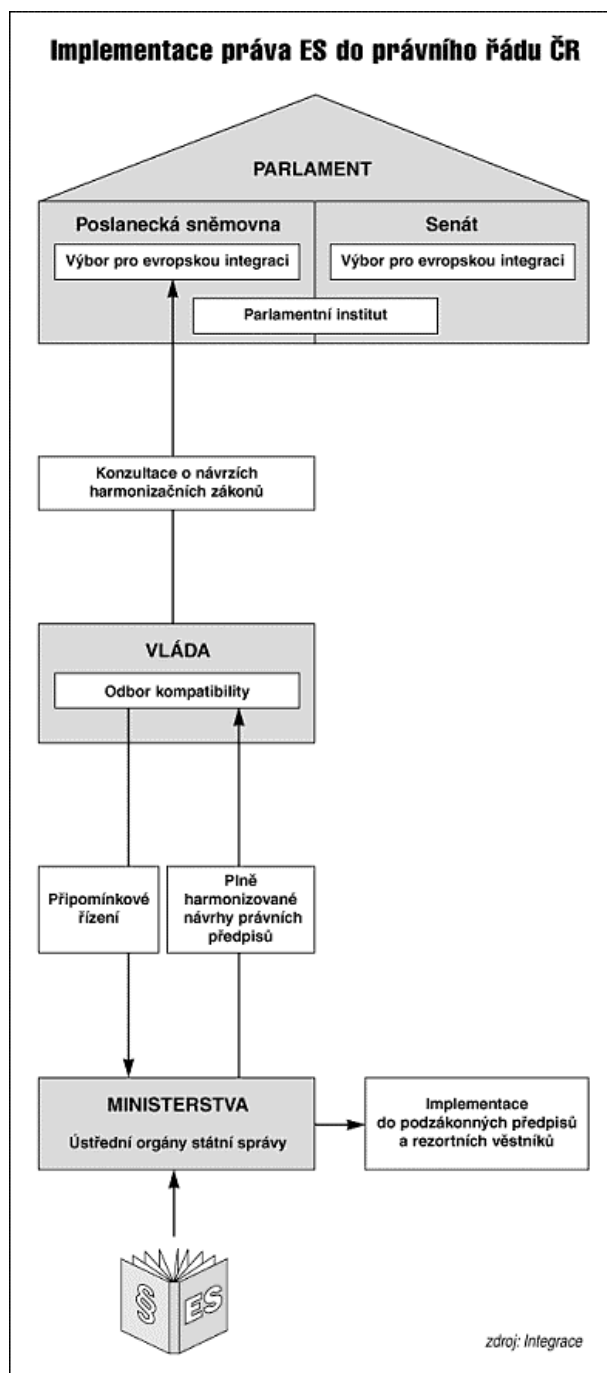 Implementace práva ES do právního řádu ČR
PARLAMENT
Poslanecká sněmovna
Výbor pro evropskou integraci
Senát
Výbor pro evropskou integraci
Parlamentní institut
Konzultace o návrzích
harmonizačních zákonů
VLÁDA
Odbor kompatibility
Připomínkové
řízení
Plně
harmonizované
návrhy právních
předpisů
MINISTERSTVA
Ústřední orgány státní správy
Implementace
do podzákonných předpisů
a rezortních věstníků
§ ES
zdroj: Integrace